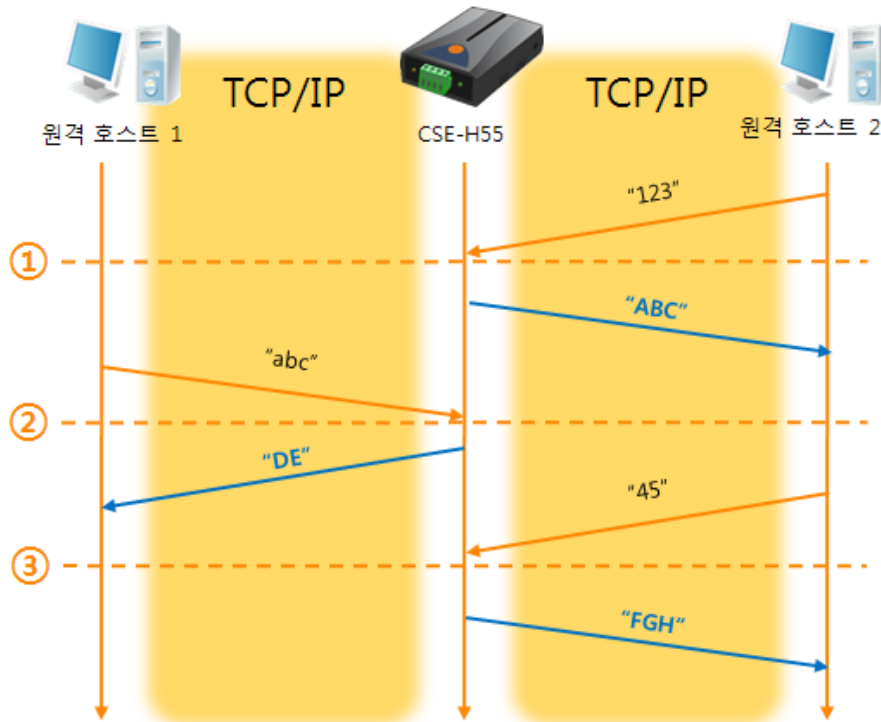 TCP/IP
TCP/IP
원격 호스트 1
CSE-H55
원격 호스트 2
"123"
①
"ABC"
"abc"
②
"DE"
"45"
③
"FGH"